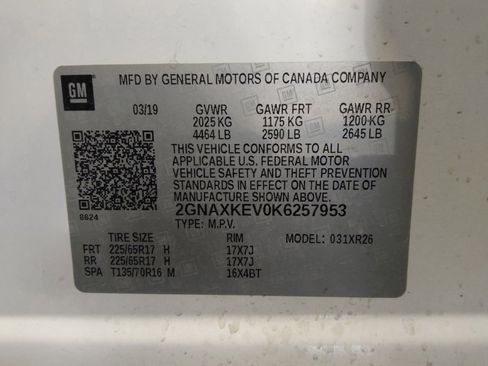 GM
MFD BY GENERAL MOTORS OF CANADA COMPANY
03/19 GVWR GAWR FRT GAWR RR
2025 KG 1175 KG 1200 KG
4464 LB 2590 LB 2645 LB
THIS VEHICLE CONFORMS TO ALL
APPLICABLE U.S. FEDERAL MOTOR
VEHICLE SAFETY AND THEFT PREVENTION
STANDARDS IN EFFECT ON THE DATE OF
MANUFACTURE SHOWN ABOVE.
8624
2GNAXKEV0K6257953
TYPE: M.P.V.
TIRE SIZE RIM MODEL: 031XR26
FRT 225/65R17 H 17X7J
RR 225/65R17 H 17X7J
SPA T135/70R16 M 16X4BT